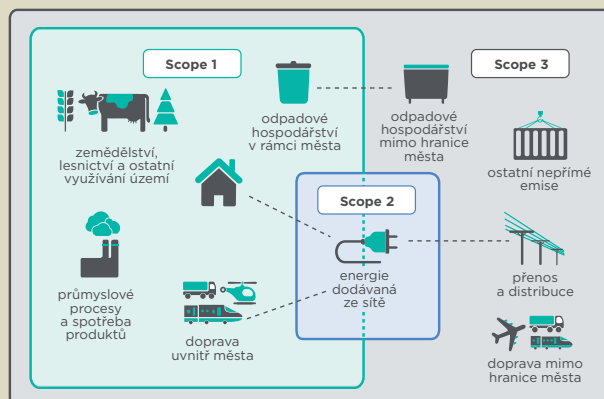 Scope 1
Scope 3
zemědělství,
lesnictví a ostatní
využívání území
odpadové
hospodářství
v rámci města
odpadové
hospodářství
mimo hranice
města
ostatní nepřímé
emise
Scope 2
energie
dodávaná
ze sítě
průmyslové
procesy
a spotřeba
produktů
doprava
uvnitř města
přenos
a distribuce
doprava mimo
hranice města